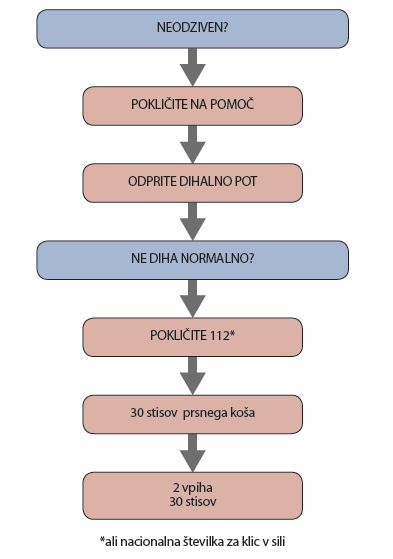 NEODZIVEN?
POKLIČITE NA POMOČ
ODPRITE DIHALNO POT
NE DIHA NORMALNO?
POKLIČITE 112*
30 stisov prsnega koša
2 vpiha
30 stisov
*ali nacionalna številka za klic v sili